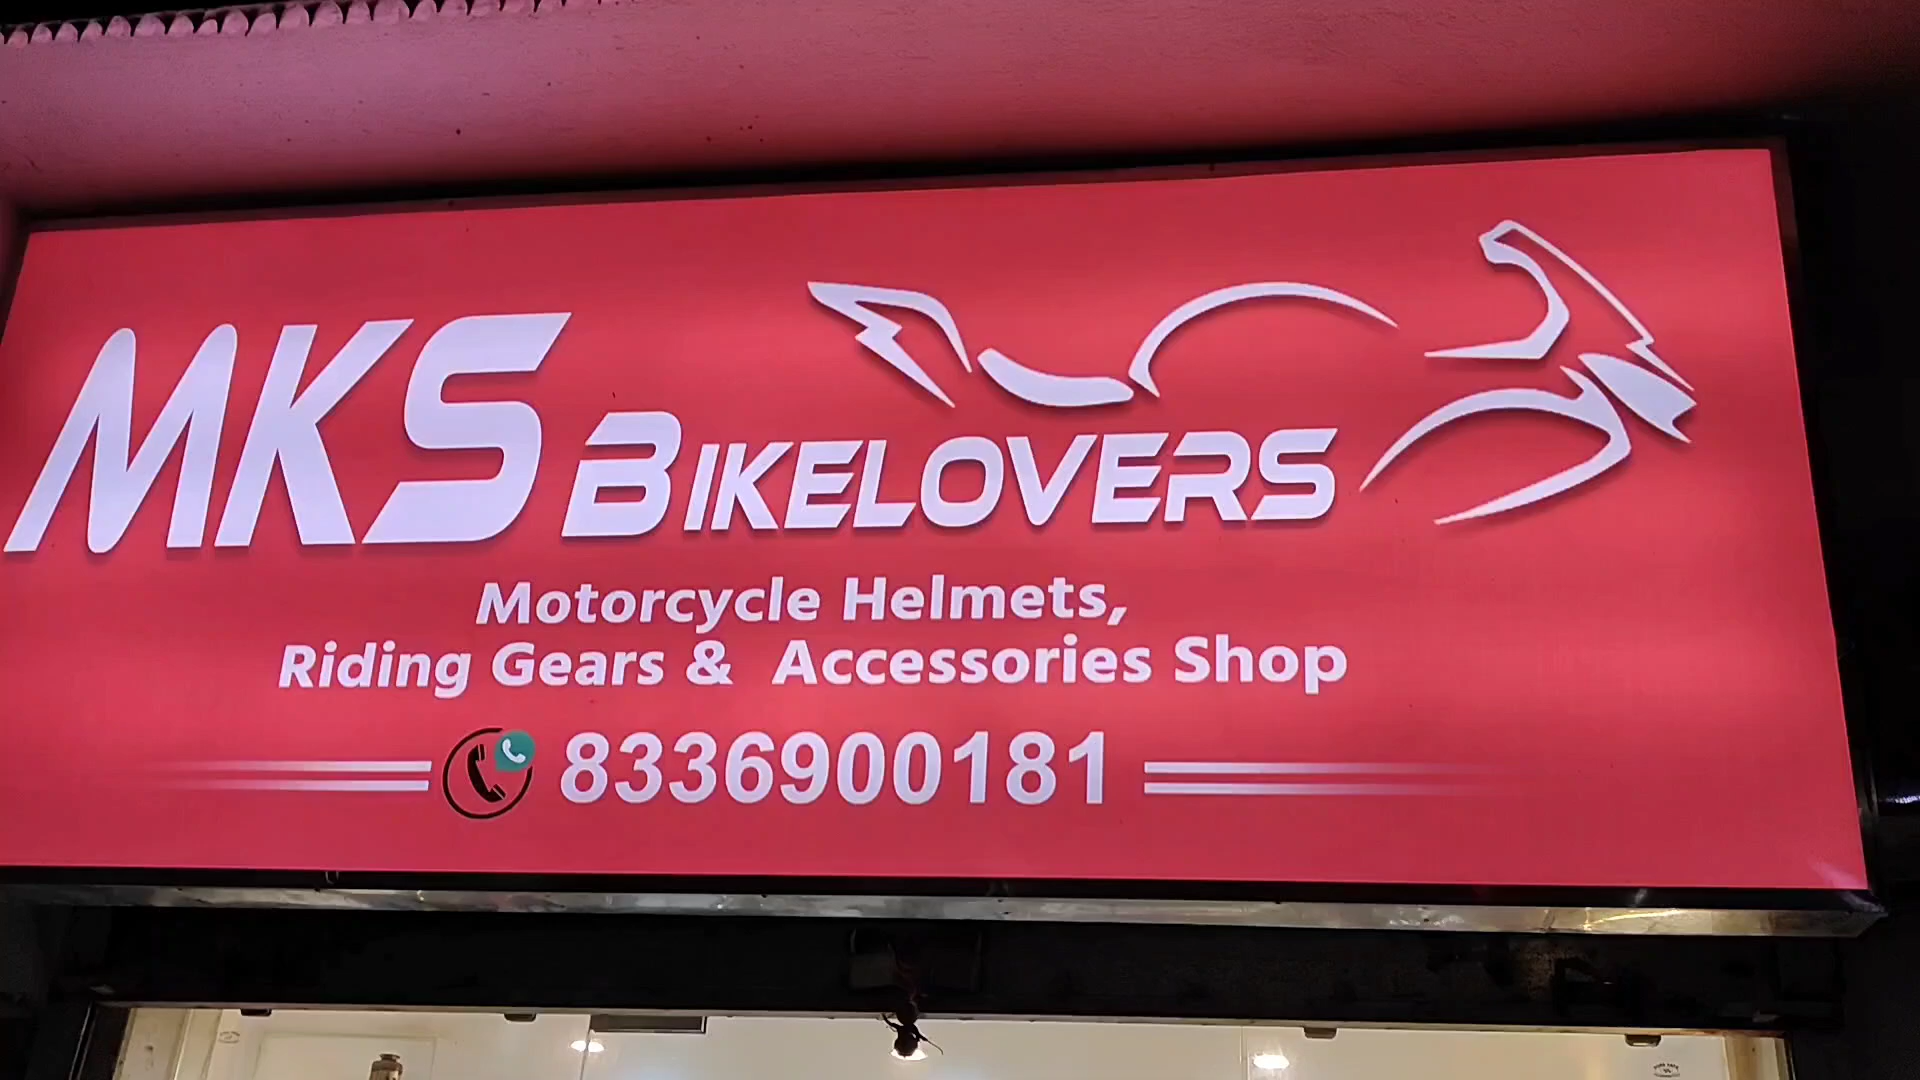 MKS BIKELOVERS
Motorcycle Helmets,
Riding Gears & Accessories Shop
8336900181